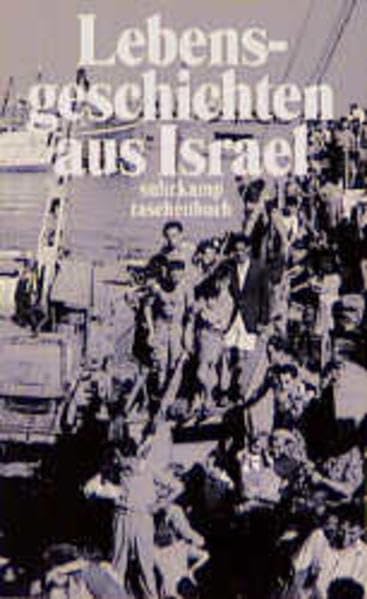 Lebens-
geschichten
aus Israel
suhrkamp
taschenbuch